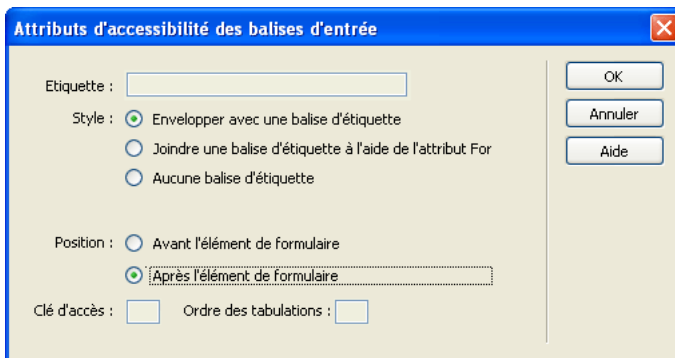 Attributs d'accessibilité des balises d'entrée
Etiquette :
Style :
Envelopper avec une balise d'étiquette
Joindre une balise d'étiquette à l'aide de l'attribut For
Aucune balise d'étiquette
Position :
Avant l'élément de formulaire
Après l'élément de formulaire
Clé d'accès :
Ordre des tabulations :
OK
Annuler
Aide